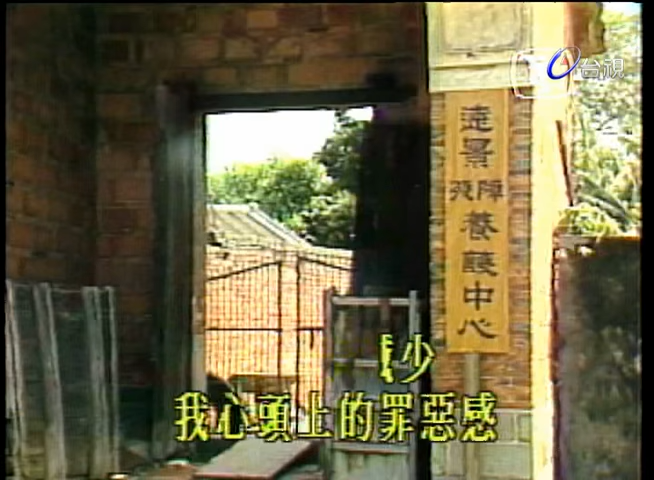 台視
達景
殘障
養護中心
少
我心頭上的罪惡感